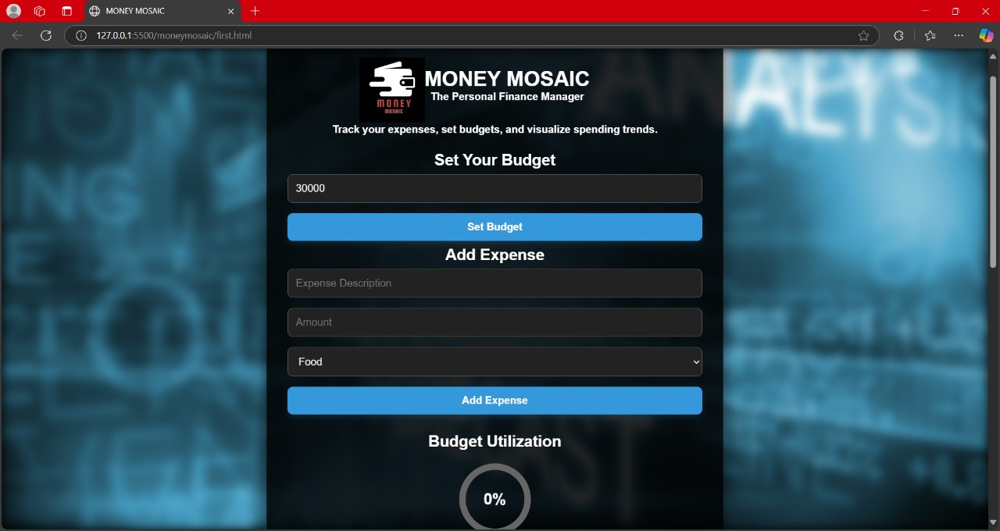 MONEY MOSAIC
127.0.0.1:5500/moneymosaic/first.html
MONEY MOSAIC
The Personal Finance Manager
MONEY
MOSAIC
Track your expenses, set budgets, and visualize spending trends.
Set Your Budget
30000
Set Budget
Add Expense
Expense Description
Amount
Food
Add Expense
Budget Utilization
0%
ING